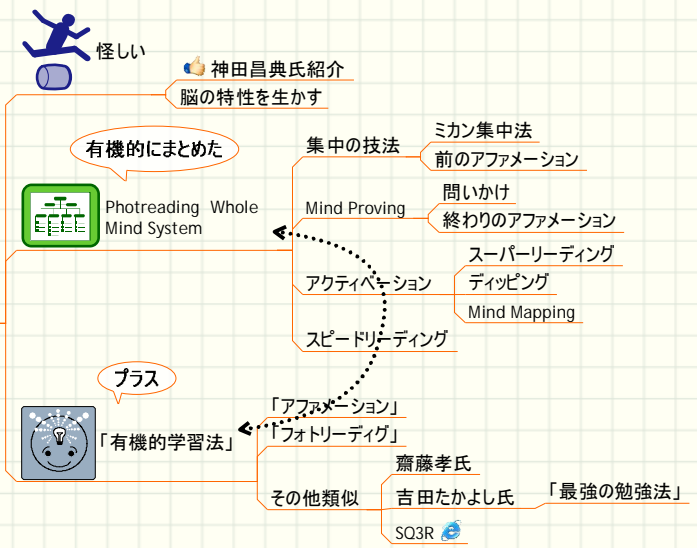 怪しい
神田昌典氏紹介
脳の特性を生かす
有機的にまとめた
Photreading Whole
Mind System
集中の技法
ミカン集中法
前のアファメーション
Mind Proving
問いかけ
終わりのアファメーション
アクティベーション
スーパーリーディング
ディッピング
Mind Mapping
スピードリーディング
プラス
「有機的学習法」
「アファメーション」
「フォトリーディグ」
その他類似
齋藤孝氏
吉田たかよし氏
「最強の勉強法」
SQ3R